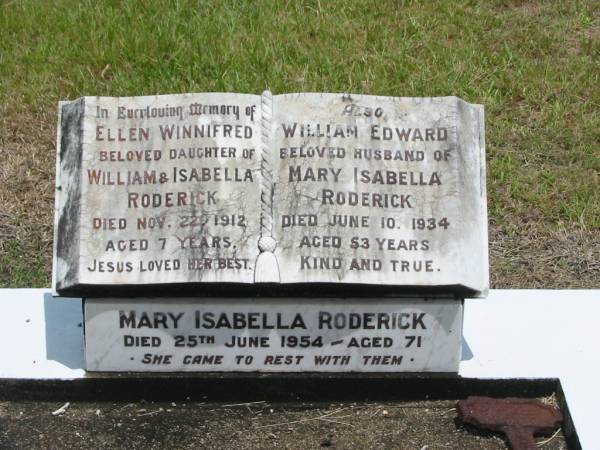 In Everloving Memory of
ELLEN WINNIFRED
BELOVED DAUGHTER OF
WILLIAM & ISABELLA
RODERICK
DIED NOV. 22, 1912
AGED 7 YEARS.
JESUS LOVED HER BEST.
ALSO
WILLIAM EDWARD
BELOVED HUSBAND OF
MARY ISABELLA
RODERICK
DIED JUNE 10. 1934
AGED 53 YEARS
KIND AND TRUE.
MARY ISABELLA RODERICK
DIED 25TH JUNE 1954 — AGED 71
· SHE CAME TO REST WITH THEM ·